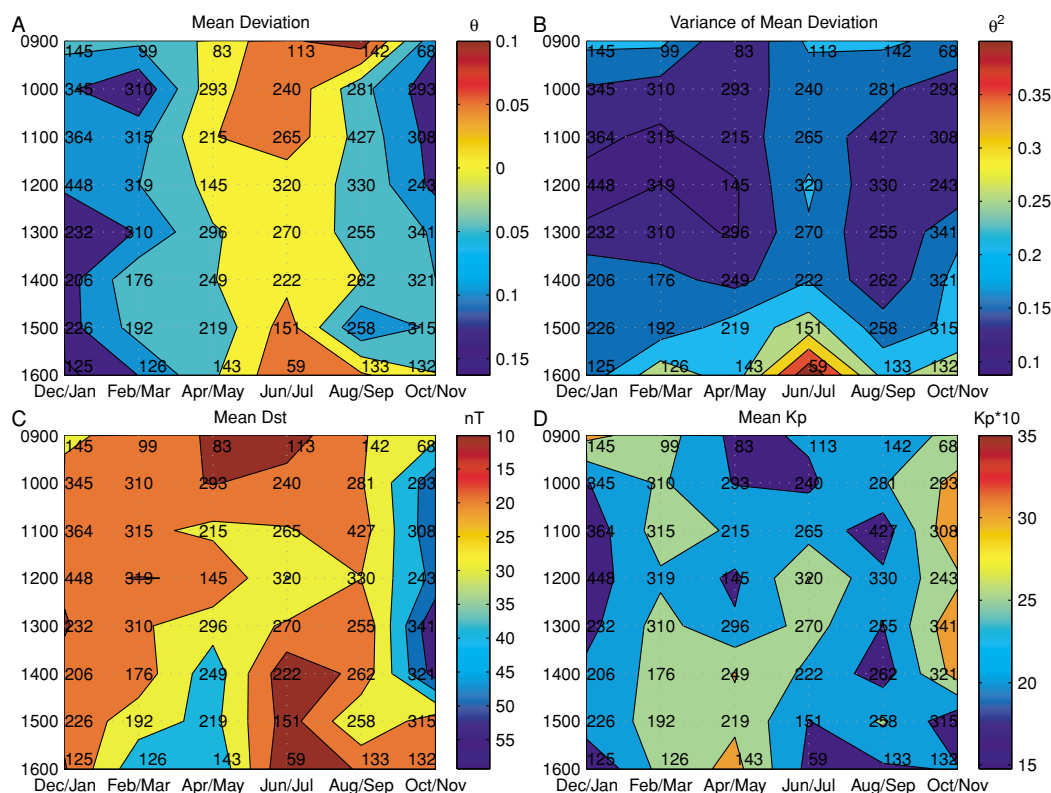 A Mean Deviation θ
0900 145 99 83 113 142 68 0.1
1000 345 310 293 240 281 293 0.05
1100 364 315 215 265 427 308 0
1200 448 319 145 320 330 243
1300 232 310 296 270 255 341 0.05
1400 206 176 249 222 262 321 0.1
1500 226 192 219 151 258 315
1600 125 126 143 59 133 132 0.15
Dec/Jan Feb/Mar Apr/May Jun/Jul Aug/Sep Oct/Nov
B Variance of Mean Deviation θ²
0900 145 99 83 113 142 68
1000 345 310 293 240 281 293 0.35
1100 364 315 215 265 427 308 0.3
1200 448 319 145 320 330 243 0.25
1300 232 310 296 270 255 341 0.2
1400 206 176 249 222 262 321
1500 226 192 219 151 258 315 0.15
1600 125 126 143 59 133 132 0.1
Dec/Jan Feb/Mar Apr/May Jun/Jul Aug/Sep Oct/Nov
C Mean Dst nT
0900 145 99 83 113 142 68 10
15
1000 345 310 293 240 281 293 20
1100 364 315 215 265 427 308 25
30
1200 448 319 145 320 330 243 35
1300 232 310 296 270 255 341 40
1400 206 176 249 222 262 321 45
1500 226 192 219 151 258 315 50
55
1600 125 126 143 59 133 132
Dec/Jan Feb/Mar Apr/May Jun/Jul Aug/Sep Oct/Nov
D Mean Kp Kp*10
0900 145 99 83 113 142 68 35
1000 345 310 293 240 281 293
1100 364 315 215 265 427 308 30
1200 448 319 145 320 330 243 25
1300 232 310 296 270 255 341
1400 206 176 249 222 262 321 20
1500 226 192 219 151 258 315
1600 125 126 143 59 133 132 15
Dec/Jan Feb/Mar Apr/May Jun/Jul Aug/Sep Oct/Nov